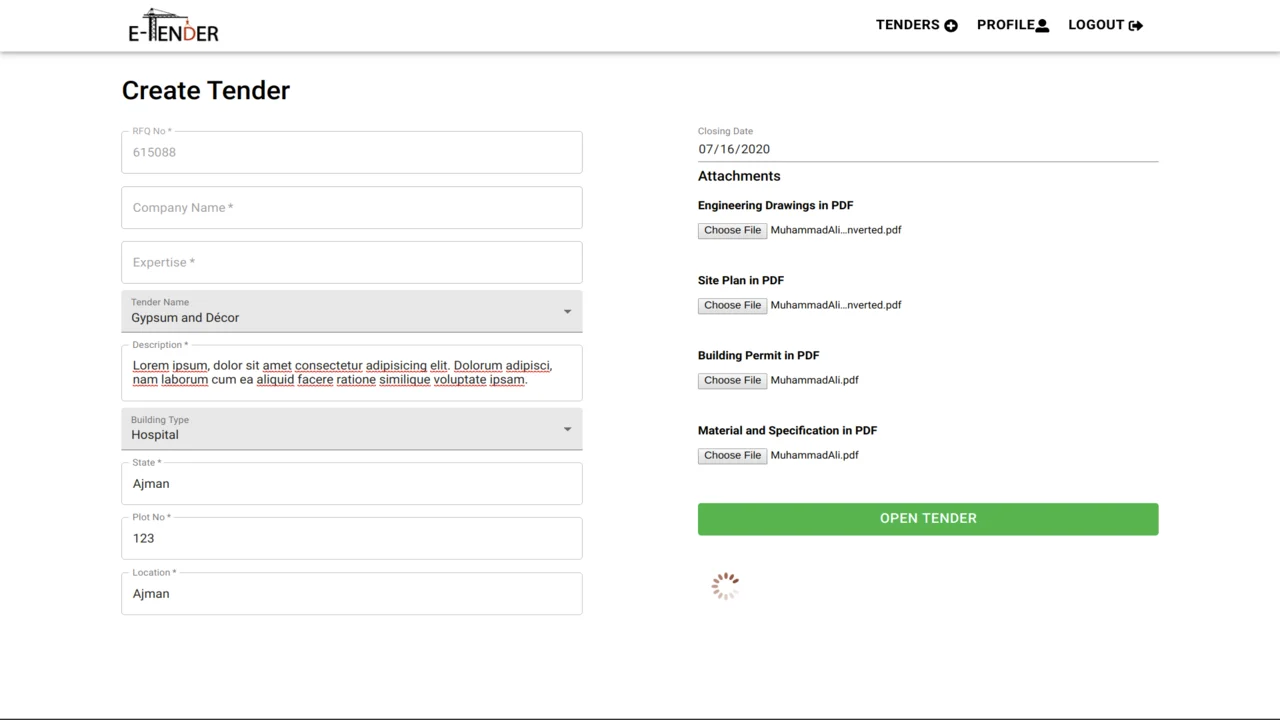 E-TENDER
TENDERS
PROFILE
LOGOUT
Create Tender
RFQ No *
615088
Company Name *
Expertise *
Tender Name
Gypsum and Décor
Description *
Lorem ipsum, dolor sit amet consectetur adipisicing elit. Dolorum adipisci,
nam laborum cum ea aliquid facere ratione similique voluptate ipsam.
Building Type
Hospital
State *
Ajman
Plot No *
123
Location *
Ajman
Closing Date
07/16/2020
Attachments
Engineering Drawings in PDF
Choose File MuhammadAli...nverted.pdf
Site Plan in PDF
Choose File MuhammadAli...nverted.pdf
Building Permit in PDF
Choose File MuhammadAli.pdf
Material and Specification in PDF
Choose File MuhammadAli.pdf
OPEN TENDER